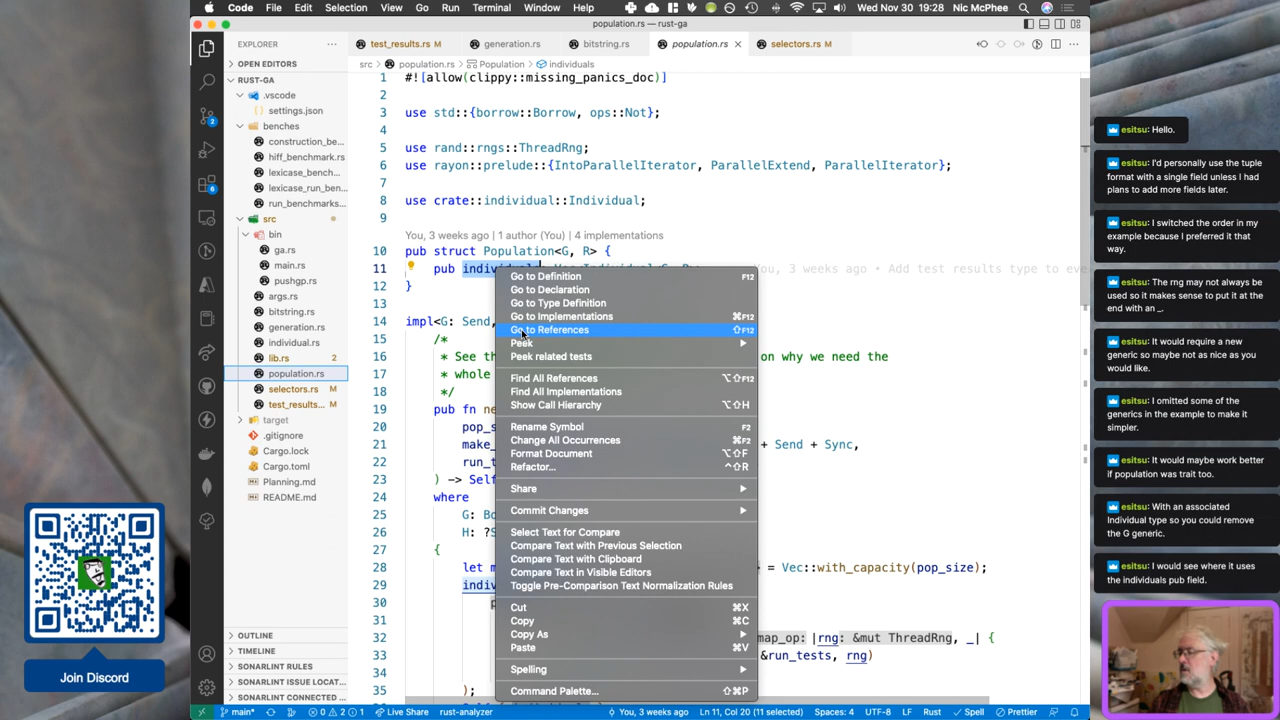 Code File Edit Selection View Go Run Terminal Window Help
Wed Nov 30 19:28 Nic McPhee
population.rs — rust-ga
EXPLORER
OPEN EDITORS
RUST-GA
.vscode
settings.json
benches
construction_be...
hiff_benchmark.rs
lexicase_bench...
lexicase_run_ben...
run_benchmarks...
src
bin
ga.rs
main.rs
pushgp.rs
args.rs
bitstring.rs
generation.rs
individual.rs
lib.rs 2
population.rs
selectors.rs M
test_results... M
target
.gitignore
Cargo.lock
Cargo.toml
Planning.md
README.md
OUTLINE
TIMELINE
SONARLINT RULES
SONARLINT ISSUE LOCAT...
SONARLINT CONNECTED ...
test_results.rs M generation.rs bitstring.rs population.rs selectors.rs M
src > population.rs > Population > individuals
1 #![allow(clippy::missing_panics_doc)]
2
3 use std::{borrow::Borrow, ops::Not};
4
5 use rand::rngs::ThreadRng;
6 use rayon::prelude::{IntoParallelIterator, ParallelExtend, ParallelIterator};
7
8 use crate::individual::Individual;
9
You, 3 weeks ago | 1 author (You) | 4 implementations
10 pub struct Population<G, R> {
11 pub individuals You, 3 weeks ago • Add test results type to eve
12 }
13
14 impl<G: Send,
15 /*
16 * See th on why we need the
17 * whole
18 */
19 pub fn ne
20 pop_s
21 make_ + Send + Sync,
22 run_t
23 ) -> Self
24 where
25 G: Bo
26 H: ?S
27 {
28 let m = Vec::with_capacity(pop_size);
29 indiv
30 p
32 map_op: |rng: &mut ThreadRng, _| {
33 &run_tests, rng)
34
35 );
Go to Definition F12
Go to Declaration
Go to Type Definition
Go to Implementations ⌘F12
Go to References ⇧F12
Peek
Peek related tests
Find All References ⌥⇧F12
Find All Implementations
Show Call Hierarchy ⌥⇧H
Rename Symbol F2
Change All Occurrences ⌘F2
Format Document ⌥⇧F
Refactor... ^⇧R
Share
Commit Changes
Select Text for Compare
Compare Text with Previous Selection
Compare Text with Clipboard
Compare Text in Visible Editors
Toggle Pre-Comparison Text Normalization Rules
Cut ⌘X
Copy ⌘C
Copy As
Paste ⌘V
Spelling
Command Palette... ⇧⌘P
main* 0 2 1 Live Share rust-analyzer You, 3 weeks ago Ln 11, Col 20 (11 selected) Spaces: 4 UTF-8 LF Rust Spell Prettier
esitsu: Hello.
esitsu: I'd personally use the tuple
format with a single field unless I had
plans to add more fields later.
esitsu: I switched the order in my
example because I preferred it that
way.
esitsu: The rng may not always be
used so it makes sense to put it at the
end with an _.
esitsu: It would require a new
generic so maybe not as nice as you
would like.
esitsu: I omitted some of the
generics in the example to make it
simpler.
esitsu: It would maybe work better
if population was trait too.
esitsu: With an associated
Individual type so you could remove
the G generic.
esitsu: I would see where it uses
the individuals pub field.
Join Discord